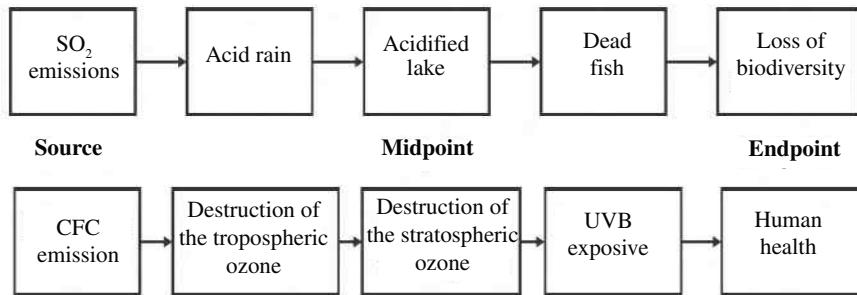 SO₂
emissions
Acid rain
Acidified
lake
Dead
fish
Loss of
biodiversity
Source
Midpoint
Endpoint
CFC
emission
Destruction of
the tropospheric
ozone
Destruction of
the stratospheric
ozone
UVB
exposive
Human
health